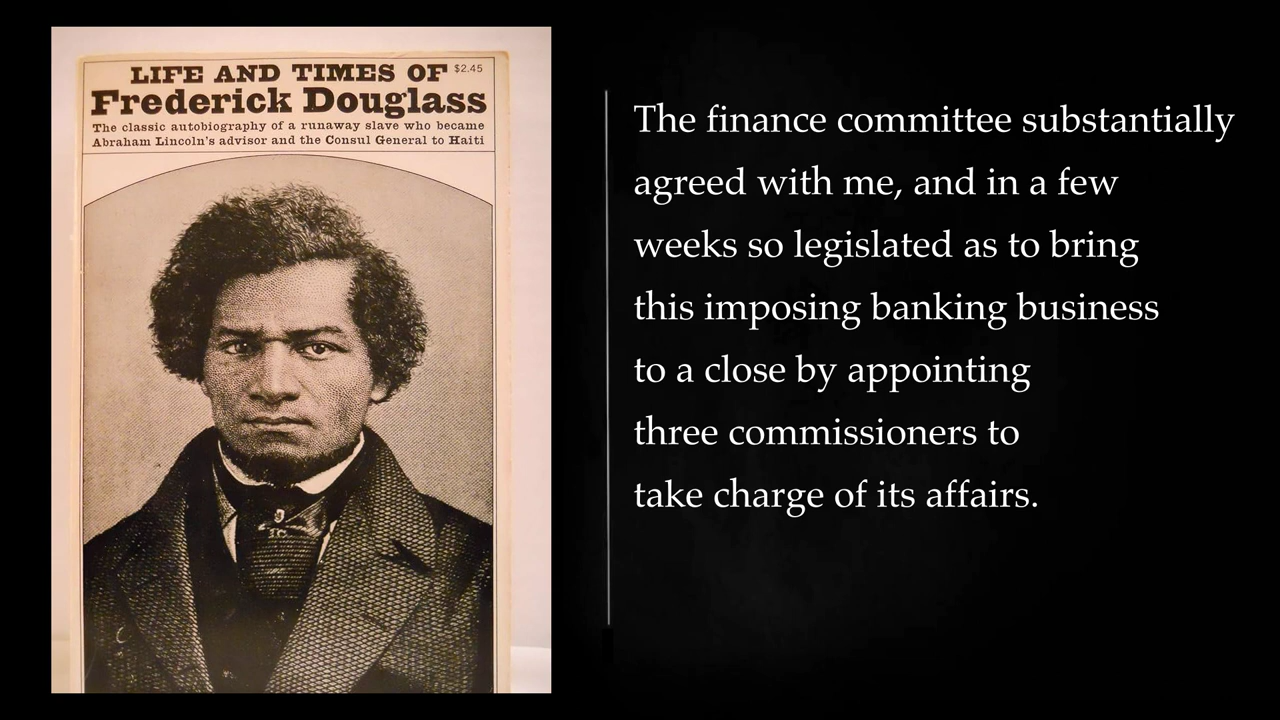 LIFE AND TIMES OF $2.45
Frederick Douglass
The classic autobiography of a runaway slave who became
Abraham Lincoln's advisor and the Consul General to Haiti
The finance committee substantially
agreed with me, and in a few
weeks so legislated as to bring
this imposing banking business
to a close by appointing
three commissioners to
take charge of its affairs.